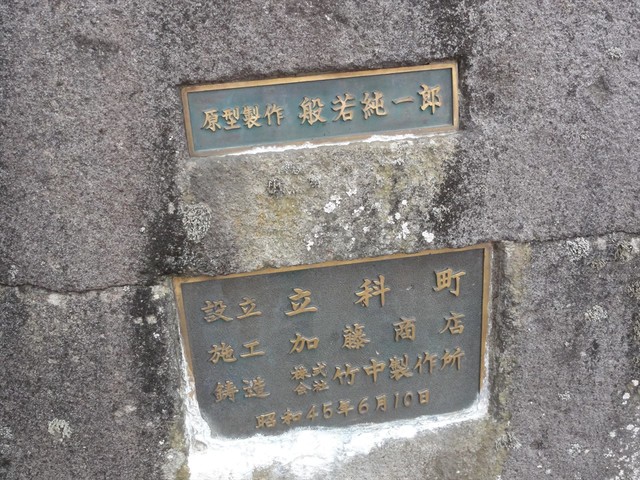 原型製作 般若純一郎
設立 立科町
施工 加藤商店
鋳造 株式会社 竹中製作所
昭和45年6月10日